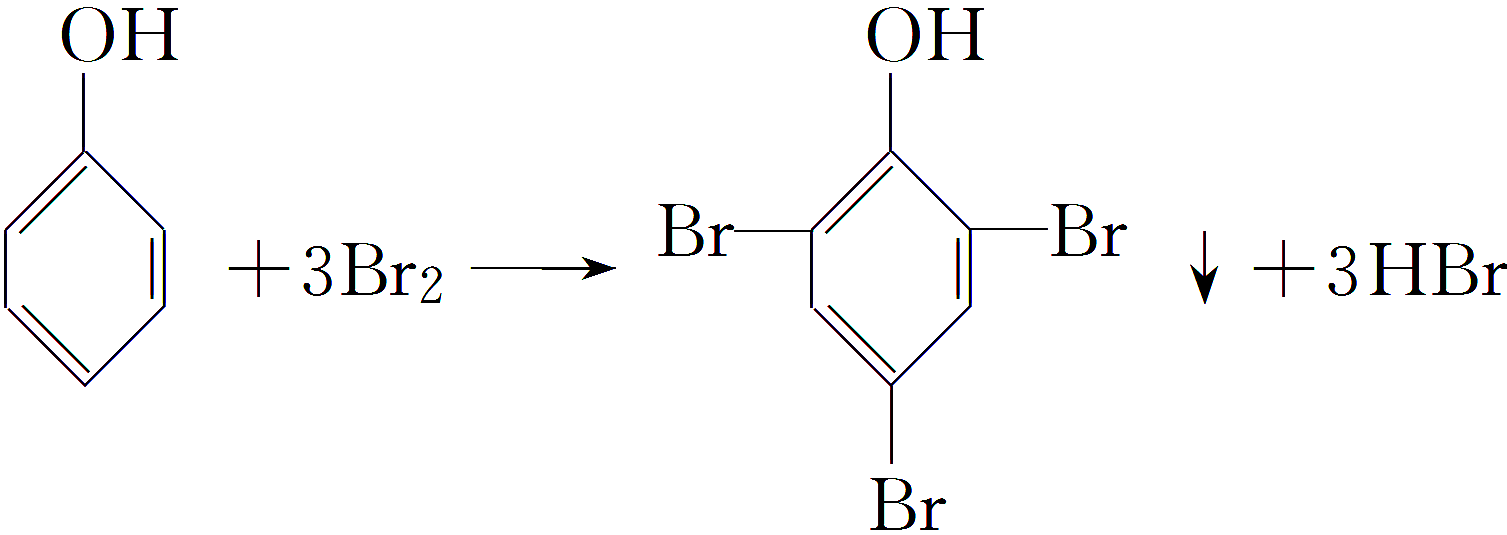 OH OH
Br Br
+3Br₂ ⟶ ↓ +3HBr
Br